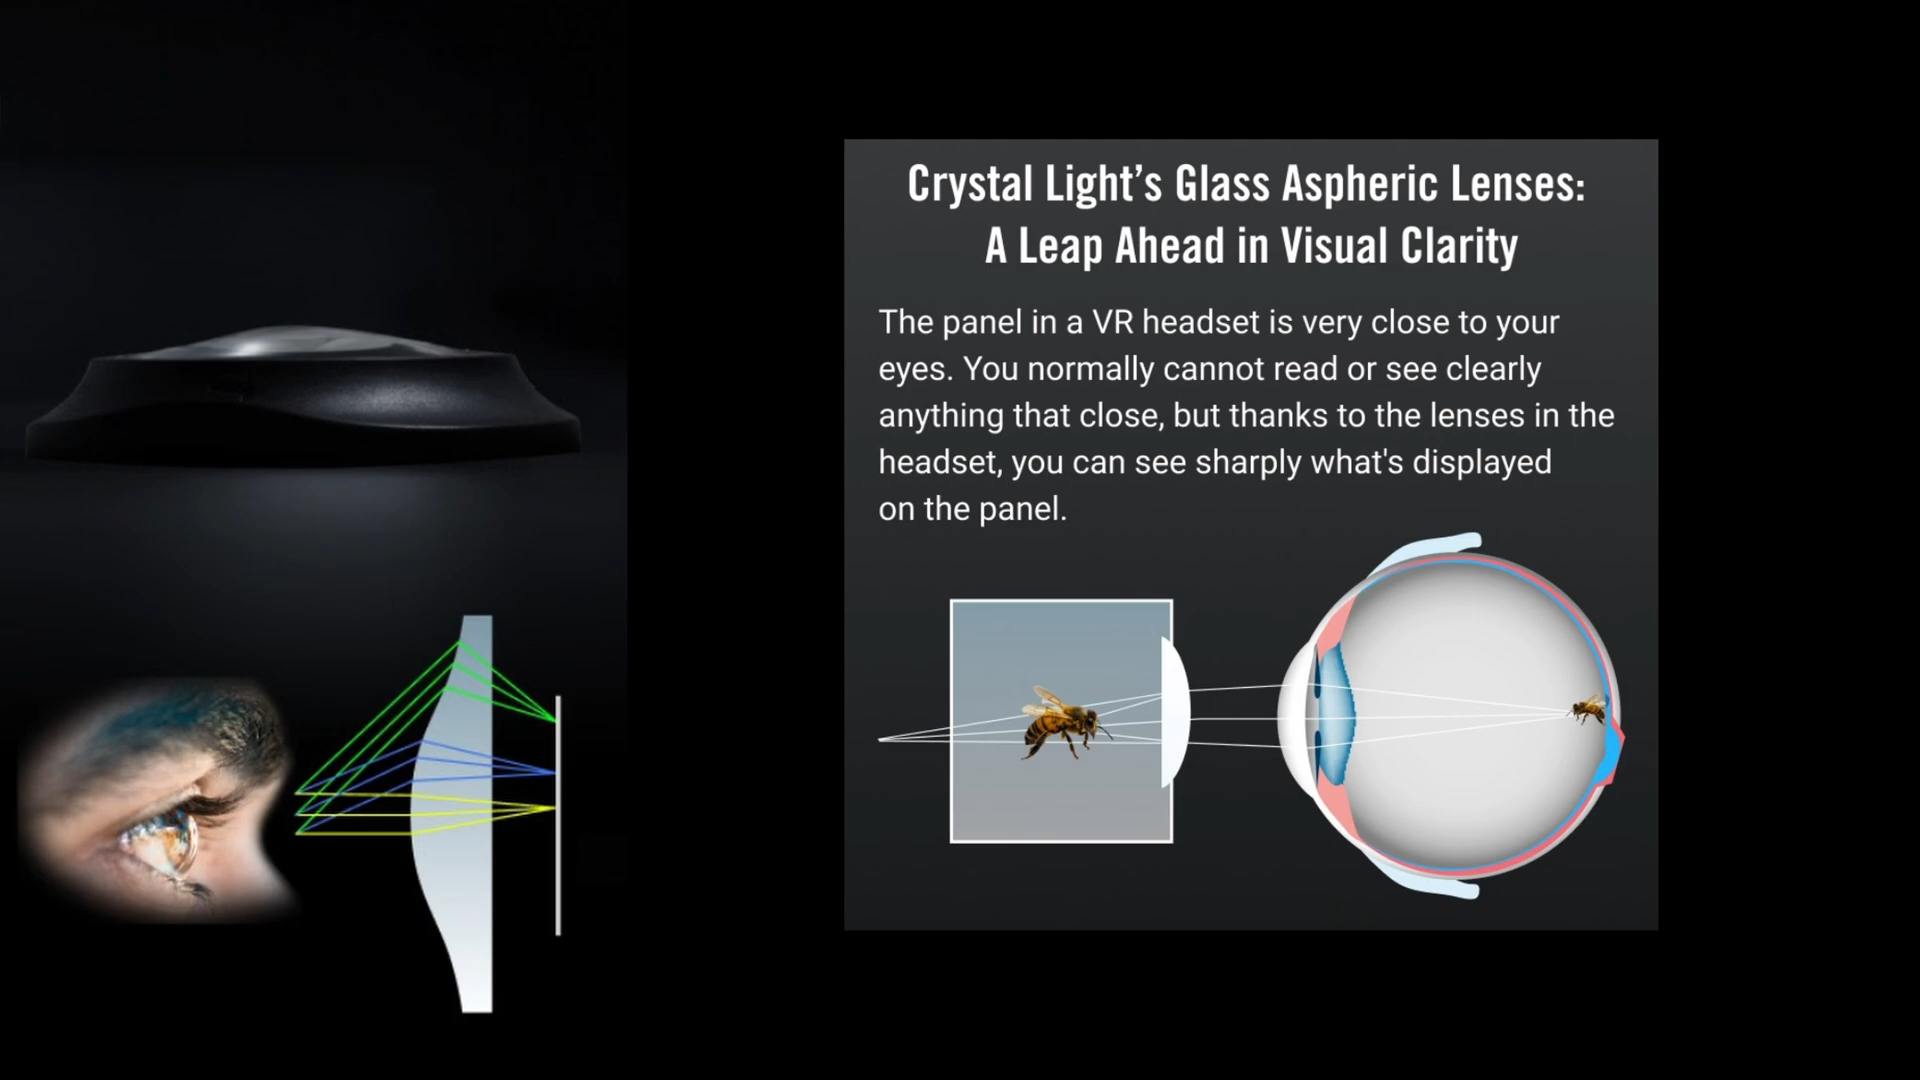 Crystal Light’s Glass Aspheric Lenses:
A Leap Ahead in Visual Clarity
The panel in a VR headset is very close to your
eyes. You normally cannot read or see clearly
anything that close, but thanks to the lenses in the
headset, you can see sharply what's displayed
on the panel.